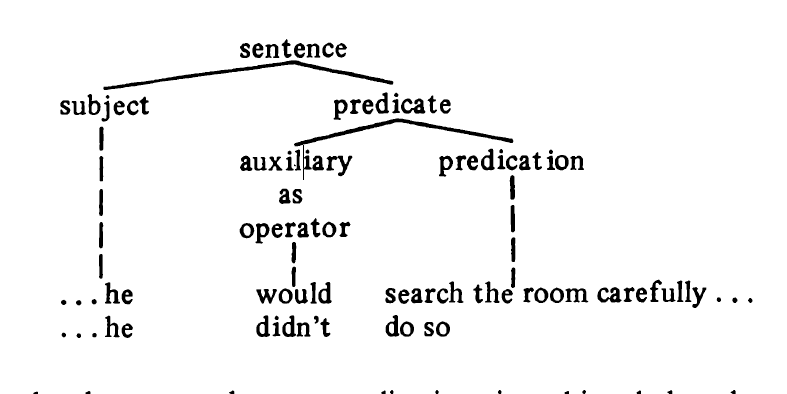 sentence
subject predicate
auxiliary predication
as
operator
...he would search the room carefully ...
...he didn't do so